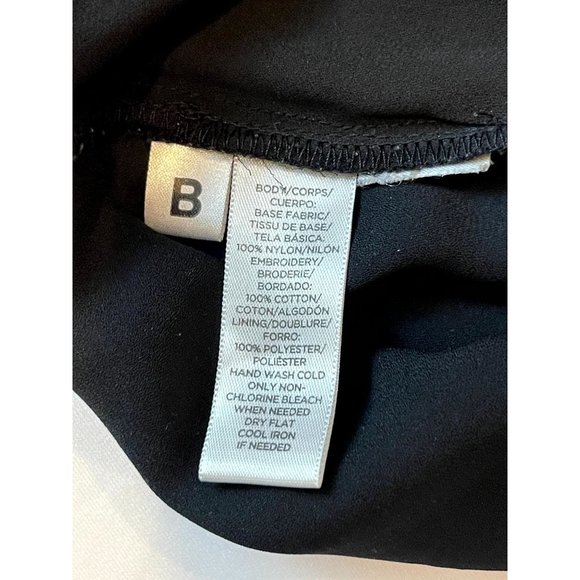 B
BODY/CORPS/
CUERPO:
BASE FABRIC/
TISSU DE BASE/
TELA BÁSICA:
100% NYLON/NILÓN
EMBROIDERY/
BRODERIE/
BORDADO:
100% COTTON/
COTON/ALGODÓN
LINING/DOUBLURE/
FORRO:
100% POLYESTER/
POLIÉSTER
HAND WASH COLD
ONLY NON-
CHLORINE BLEACH
WHEN NEEDED
DRY FLAT
COOL IRON
IF NEEDED